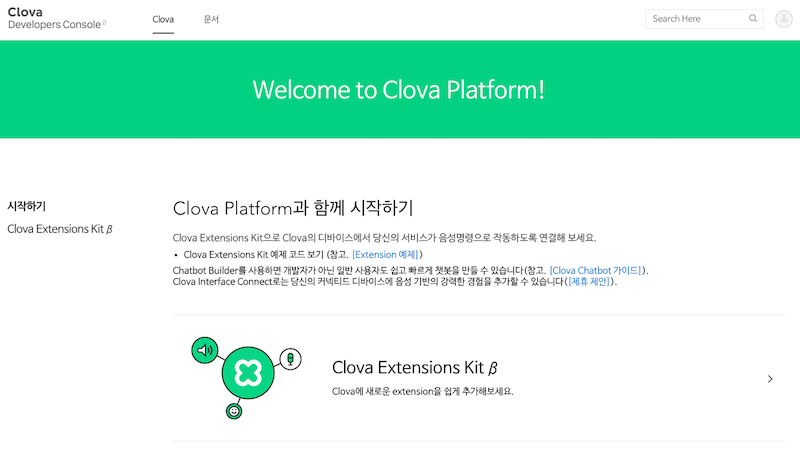 Clova
Developers Console β
Clova
문서
Search Here
Welcome to Clova Platform!
시작하기
Clova Extensions Kit β
Clova Platform과 함께 시작하기
Clova Extensions Kit으로 Clova의 디바이스에서 당신의 서비스가 음성명령으로 작동하도록 연결해 보세요.
• Clova Extensions Kit 예제 코드 보기 (참고. [Extension 예제])
Chatbot Builder를 사용하면 개발자가 아닌 일반 사용자도 쉽고 빠르게 챗봇을 만들 수 있습니다(참고. [Clova Chatbot 가이드]).
Clova Interface Connect로는 당신의 커넥티드 디바이스에 음성 기반의 강력한 경험을 추가할 수 있습니다([제휴 제안]).
Clova Extensions Kit β
Clova에 새로운 extension을 쉽게 추가해보세요.